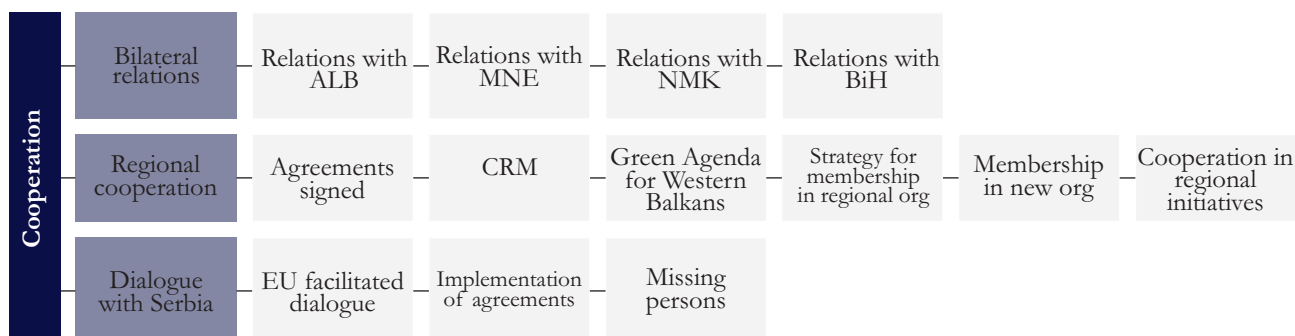 Cooperation
Bilateral
relations
Relations with
ALB
Relations with
MNE
Relations with
NMK
Relations with
BiH
Regional
cooperation
Agreements
signed
CRM
Green Agenda
for Western
Balkans
Strategy for
membership
in regional org
Membership
in new org
Cooperation in
regional
initiatives
Dialogue
with Serbia
EU facilitated
dialogue
Implementation
of agreements
Missing
persons